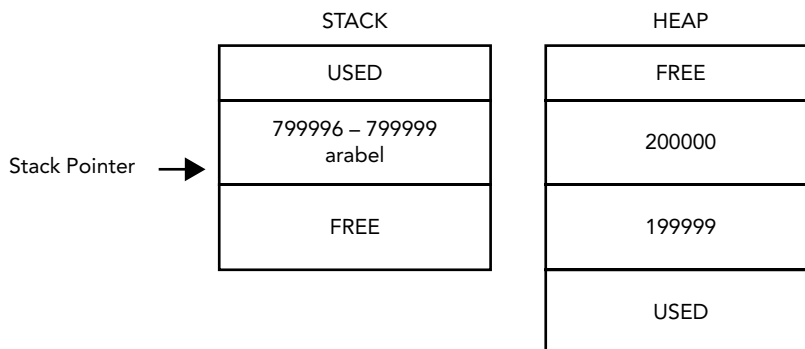 STACK
HEAP
USED
FREE
799996 – 799999
arabel
200000
Stack Pointer
FREE
199999
USED